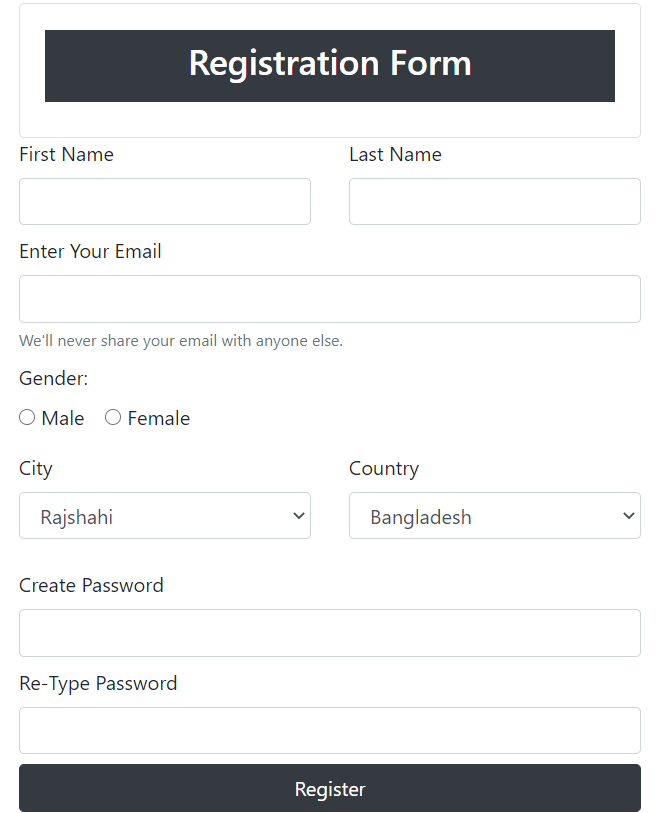 Registration Form
First Name Last Name
Enter Your Email
We'll never share your email with anyone else.
Gender:
Male Female
City Country
Rajshahi Bangladesh
Create Password
Re-Type Password
Register